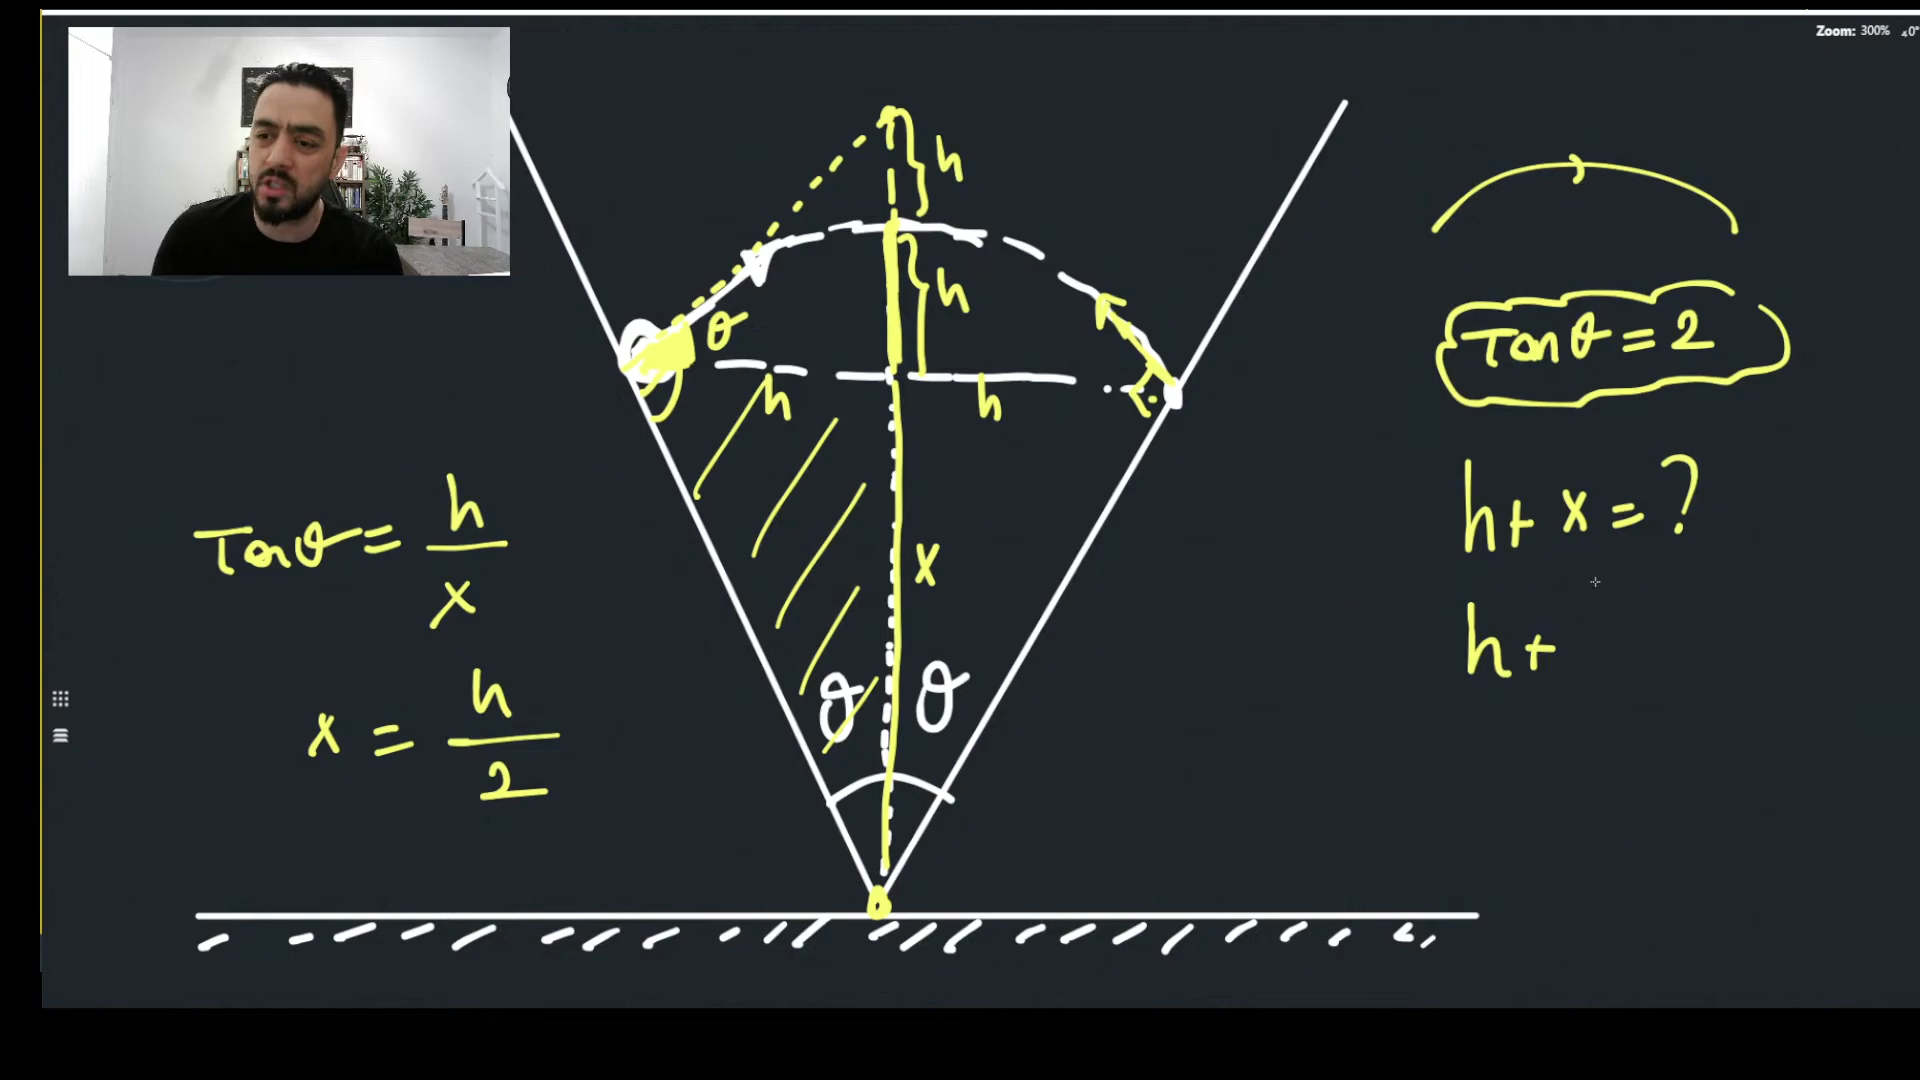 Zoom: 300%
h
h
θ
h
h
Tanθ = 2
Tanθ = h/x
h + x = ?
x
h +
x = h/2
θ θ